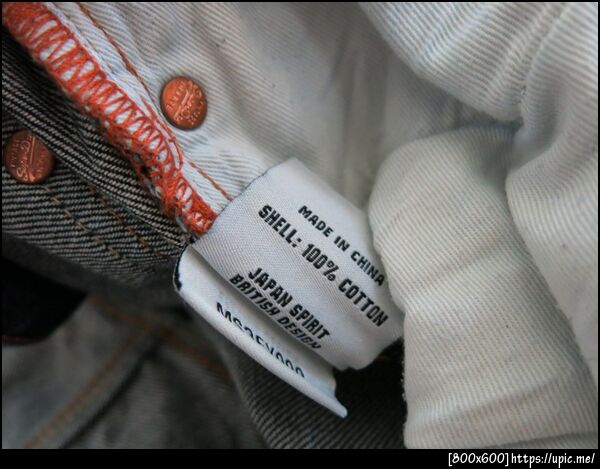 MADE IN CHINA
SHELL: 100% COTTON
JAPAN SPIRIT
BRITISH DESIGN
[800x600]https://upic.me/